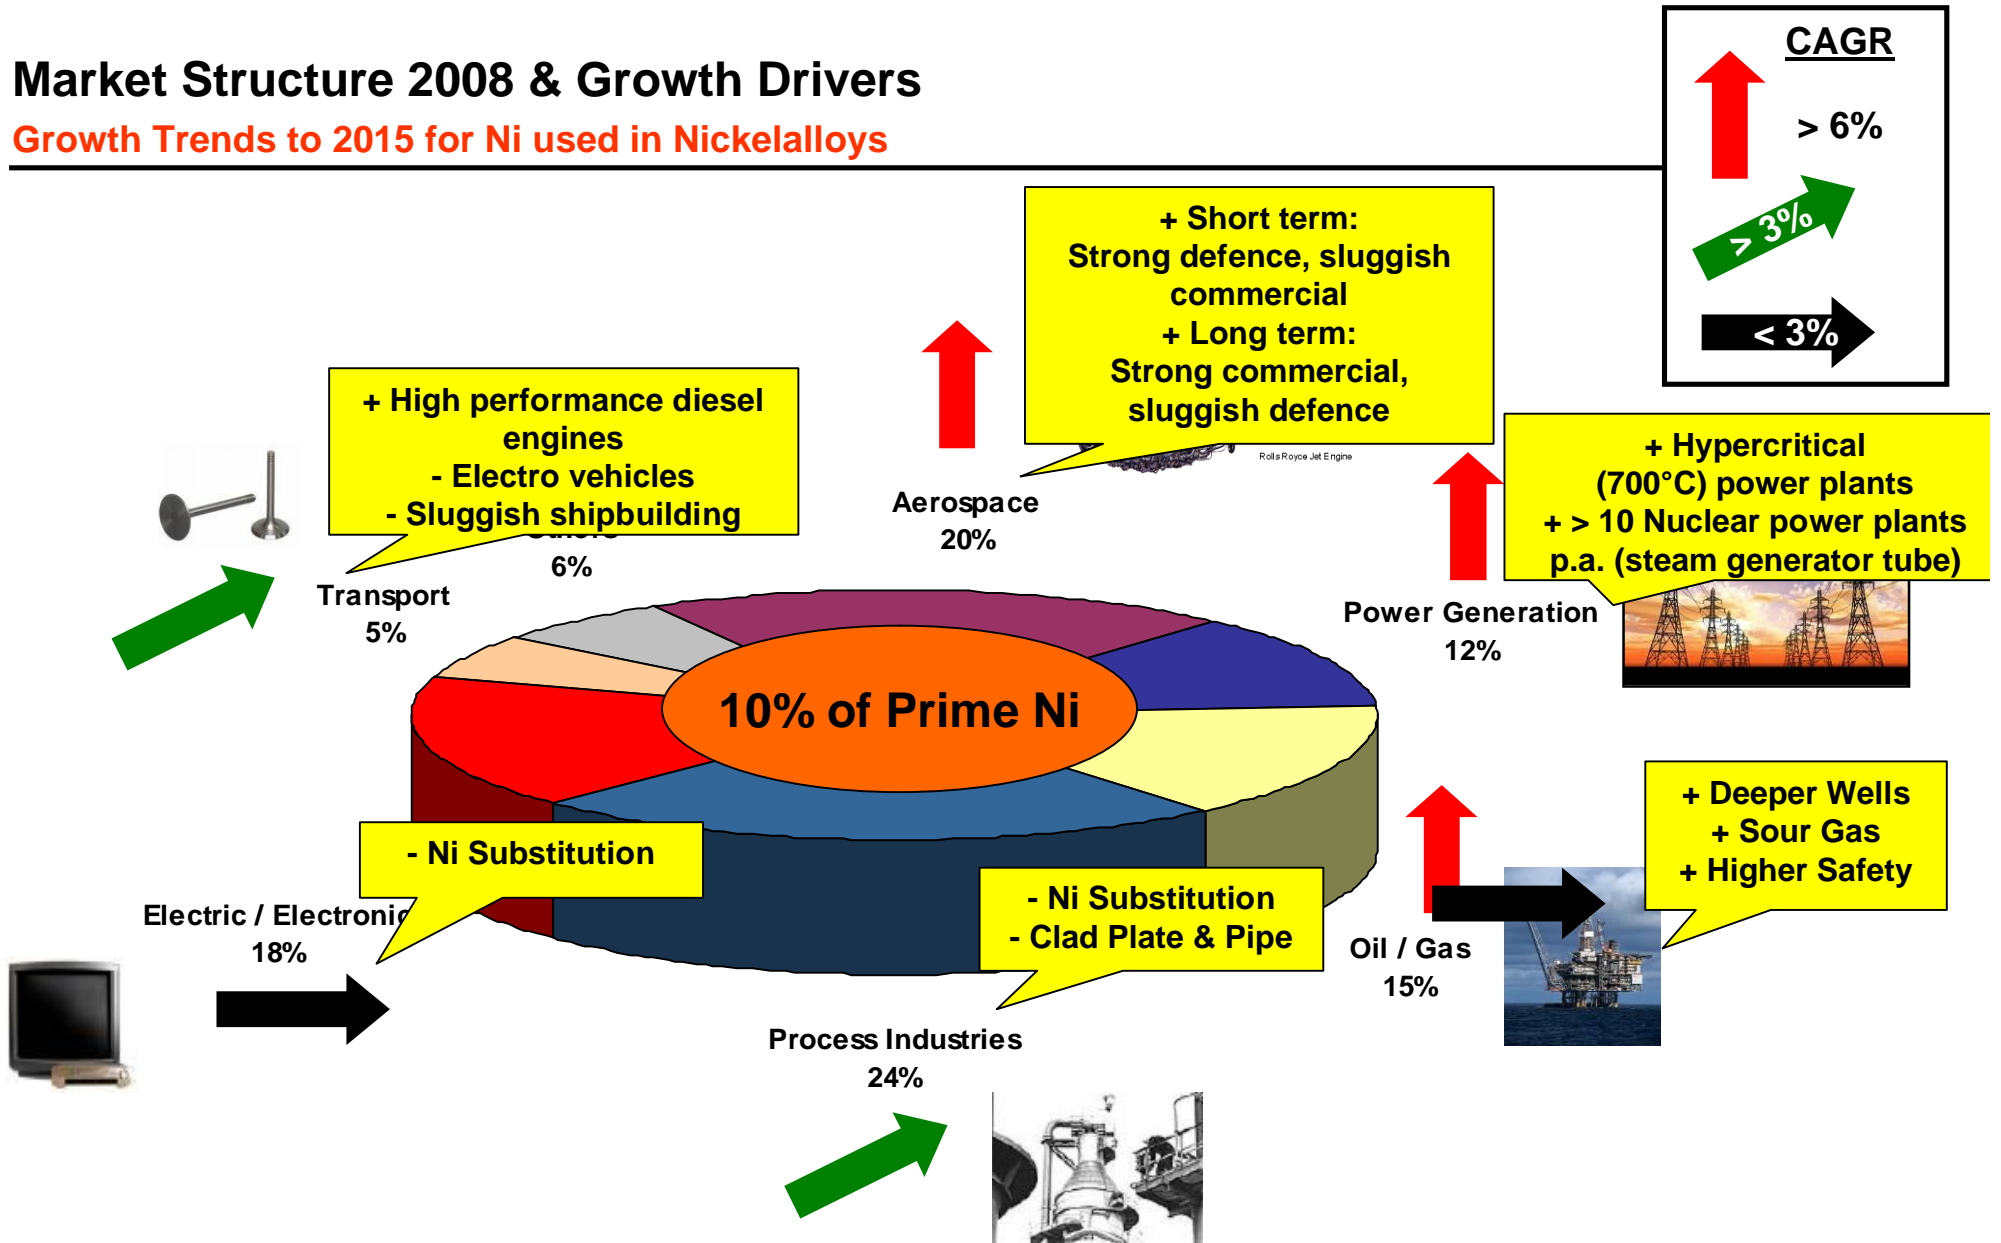 Market Structure 2008 & Growth Drivers
Growth Trends to 2015 for Ni used in Nickelalloys
CAGR
> 6%
> 3%
< 3%
+ Short term:
Strong defence, sluggish
commercial
+ Long term:
Strong commercial,
sluggish defence
Rolls Royce Jet Engine
Aerospace
20%
+ High performance diesel
engines
- Electro vehicles
- Sluggish shipbuilding
Others
6%
Transport
5%
+ Hypercritical
(700°C) power plants
+ > 10 Nuclear power plants
p.a. (steam generator tube)
Power Generation
12%
10% of Prime Ni
+ Deeper Wells
+ Sour Gas
+ Higher Safety
Oil / Gas
15%
- Ni Substitution
Electric / Electronic
18%
- Ni Substitution
- Clad Plate & Pipe
Process Industries
24%